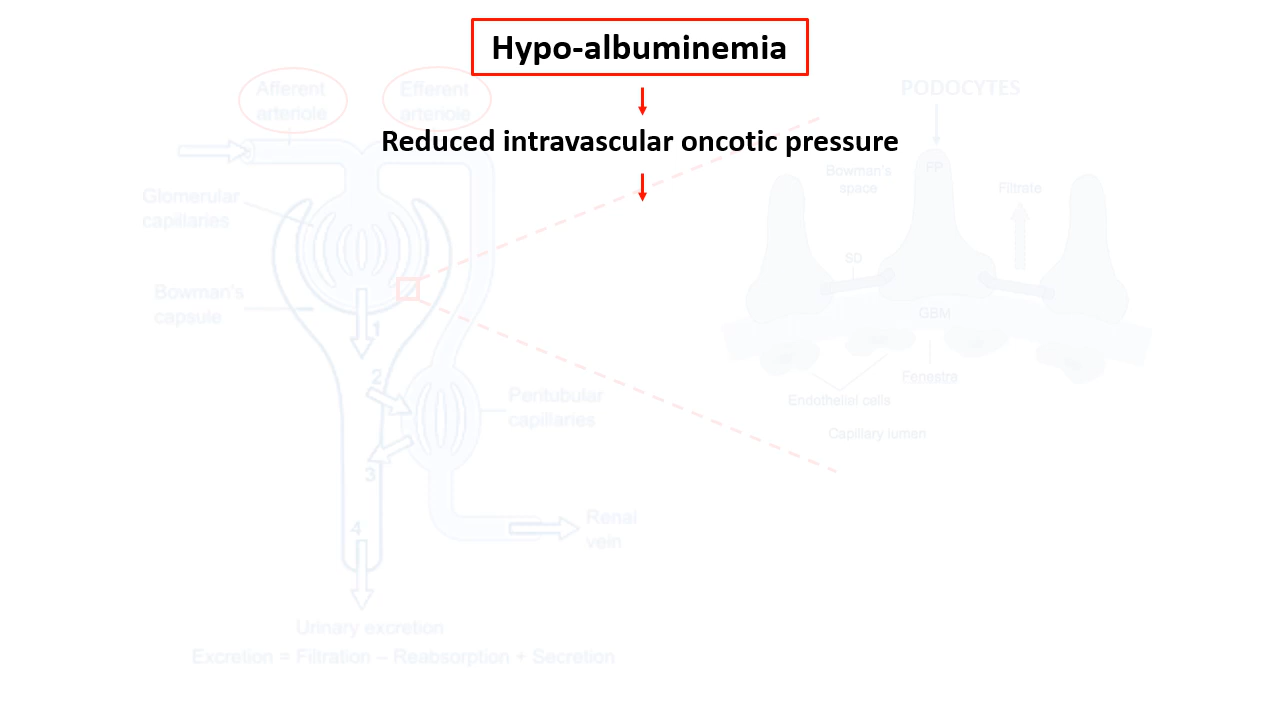 Hypo-albuminemia
Reduced intravascular oncotic pressure
Afferent
arteriole
Efferent
arteriole
PODOCYTES
FP
Bowman's
space
Filtrate
Glomerular
capillaries
SD
Bowman's
capsule
GBM
1
2
Fenestra
Peritubular
capillaries
Endothelial cells
Capillary lumen
3
4
Renal
vein
Urinary excretion
Excretion = Filtration – Reabsorption + Secretion